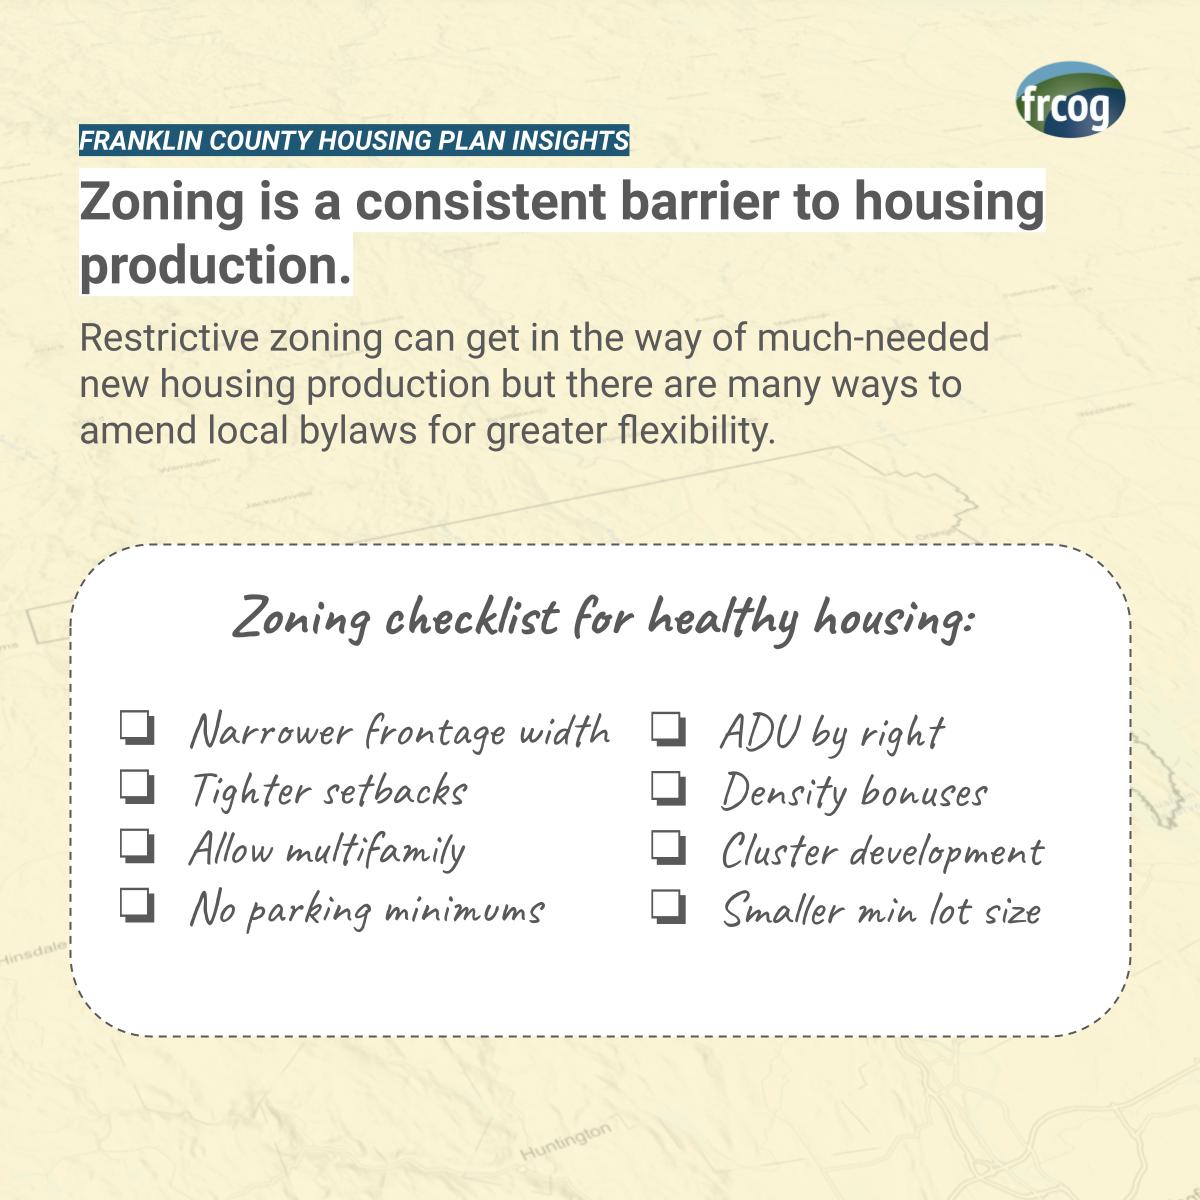 frcog
FRANKLIN COUNTY HOUSING PLAN INSIGHTS
Zoning is a consistent barrier to housing
production.
Restrictive zoning can get in the way of much-needed
new housing production but there are many ways to
amend local bylaws for greater flexibility.
Wilmington
Jacksonville
Zoning checklist for healthy housing:
Narrower frontage width
Tighter setbacks
Allow multifamily
No parking minimums
ADU by right
Density bonuses
Cluster development
Smaller min lot size
Hinsdale
Huntington